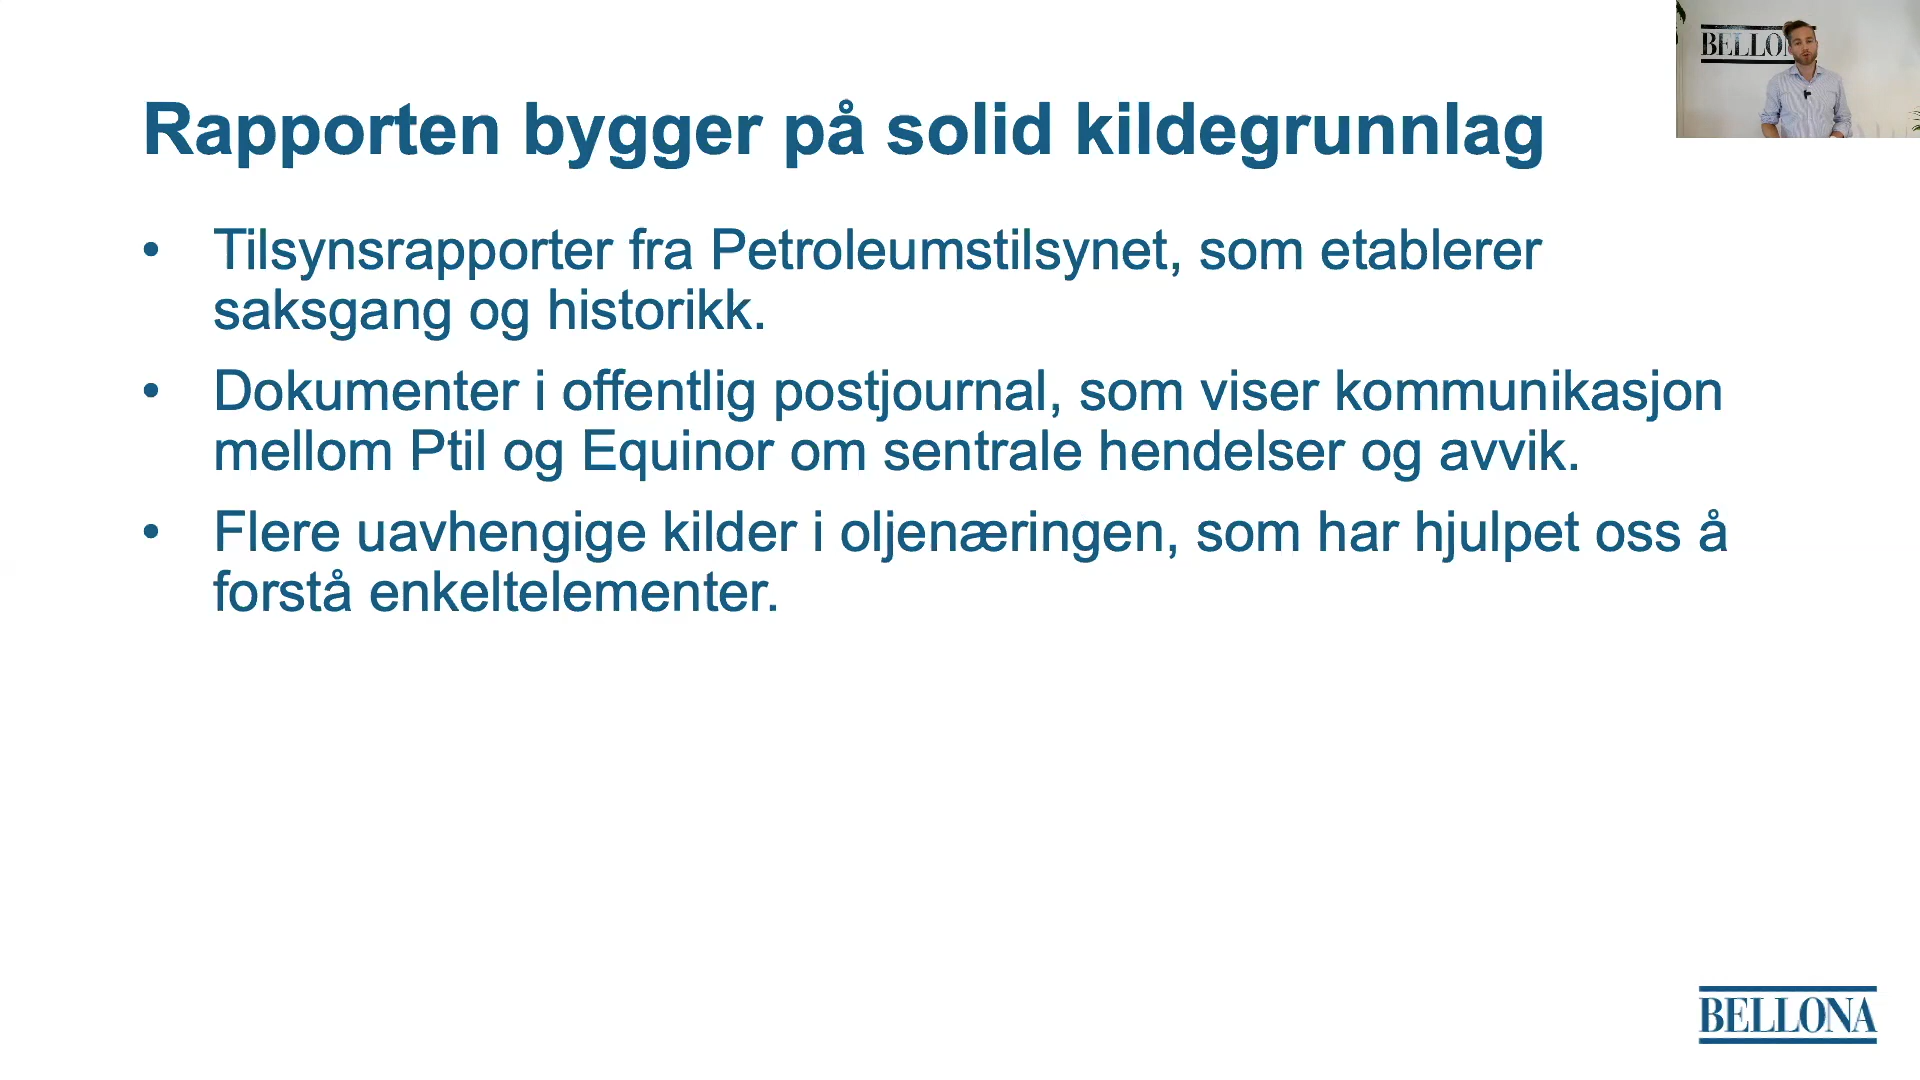 BELLON
Rapporten bygger på solid kildegrunnlag
• Tilsynsrapporter fra Petroleumstilsynet, som etablerer
saksgang og historikk.
• Dokumenter i offentlig postjournal, som viser kommunikasjon
mellom Ptil og Equinor om sentrale hendelser og avvik.
• Flere uavhengige kilder i oljenæringen, som har hjulpet oss å
forstå enkeltelementer.
BELLONA